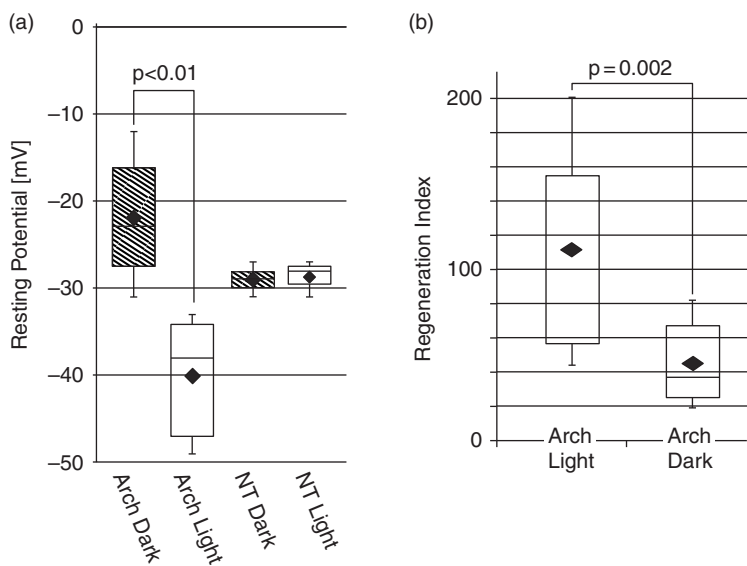 (a)
0
p<0.01
−10
−20
−30
−40
−50
Resting Potential [mV]
Arch Dark
Arch Light
NT Dark
NT Light
(b)
p=0.002
200
100
0
Regeneration Index
Arch
Light
Arch
Dark